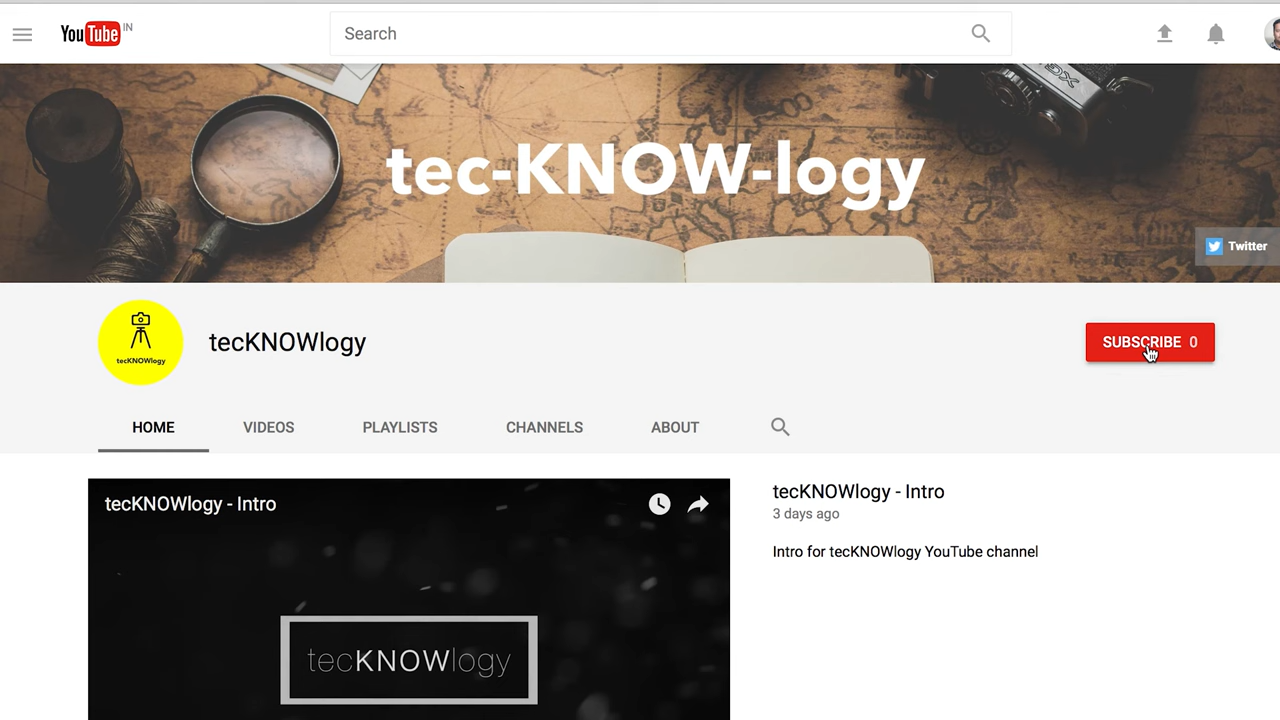 YouTube IN
Search
tec-KNOW-logy
Twitter
tecKNOWlogy
tecKNOWlogy
SUBSCRIBE 0
HOME VIDEOS PLAYLISTS CHANNELS ABOUT
tecKNOWlogy - Intro
tecKNOWlogy - Intro
3 days ago
Intro for tecKNOWlogy YouTube channel
tecKNOWlogy